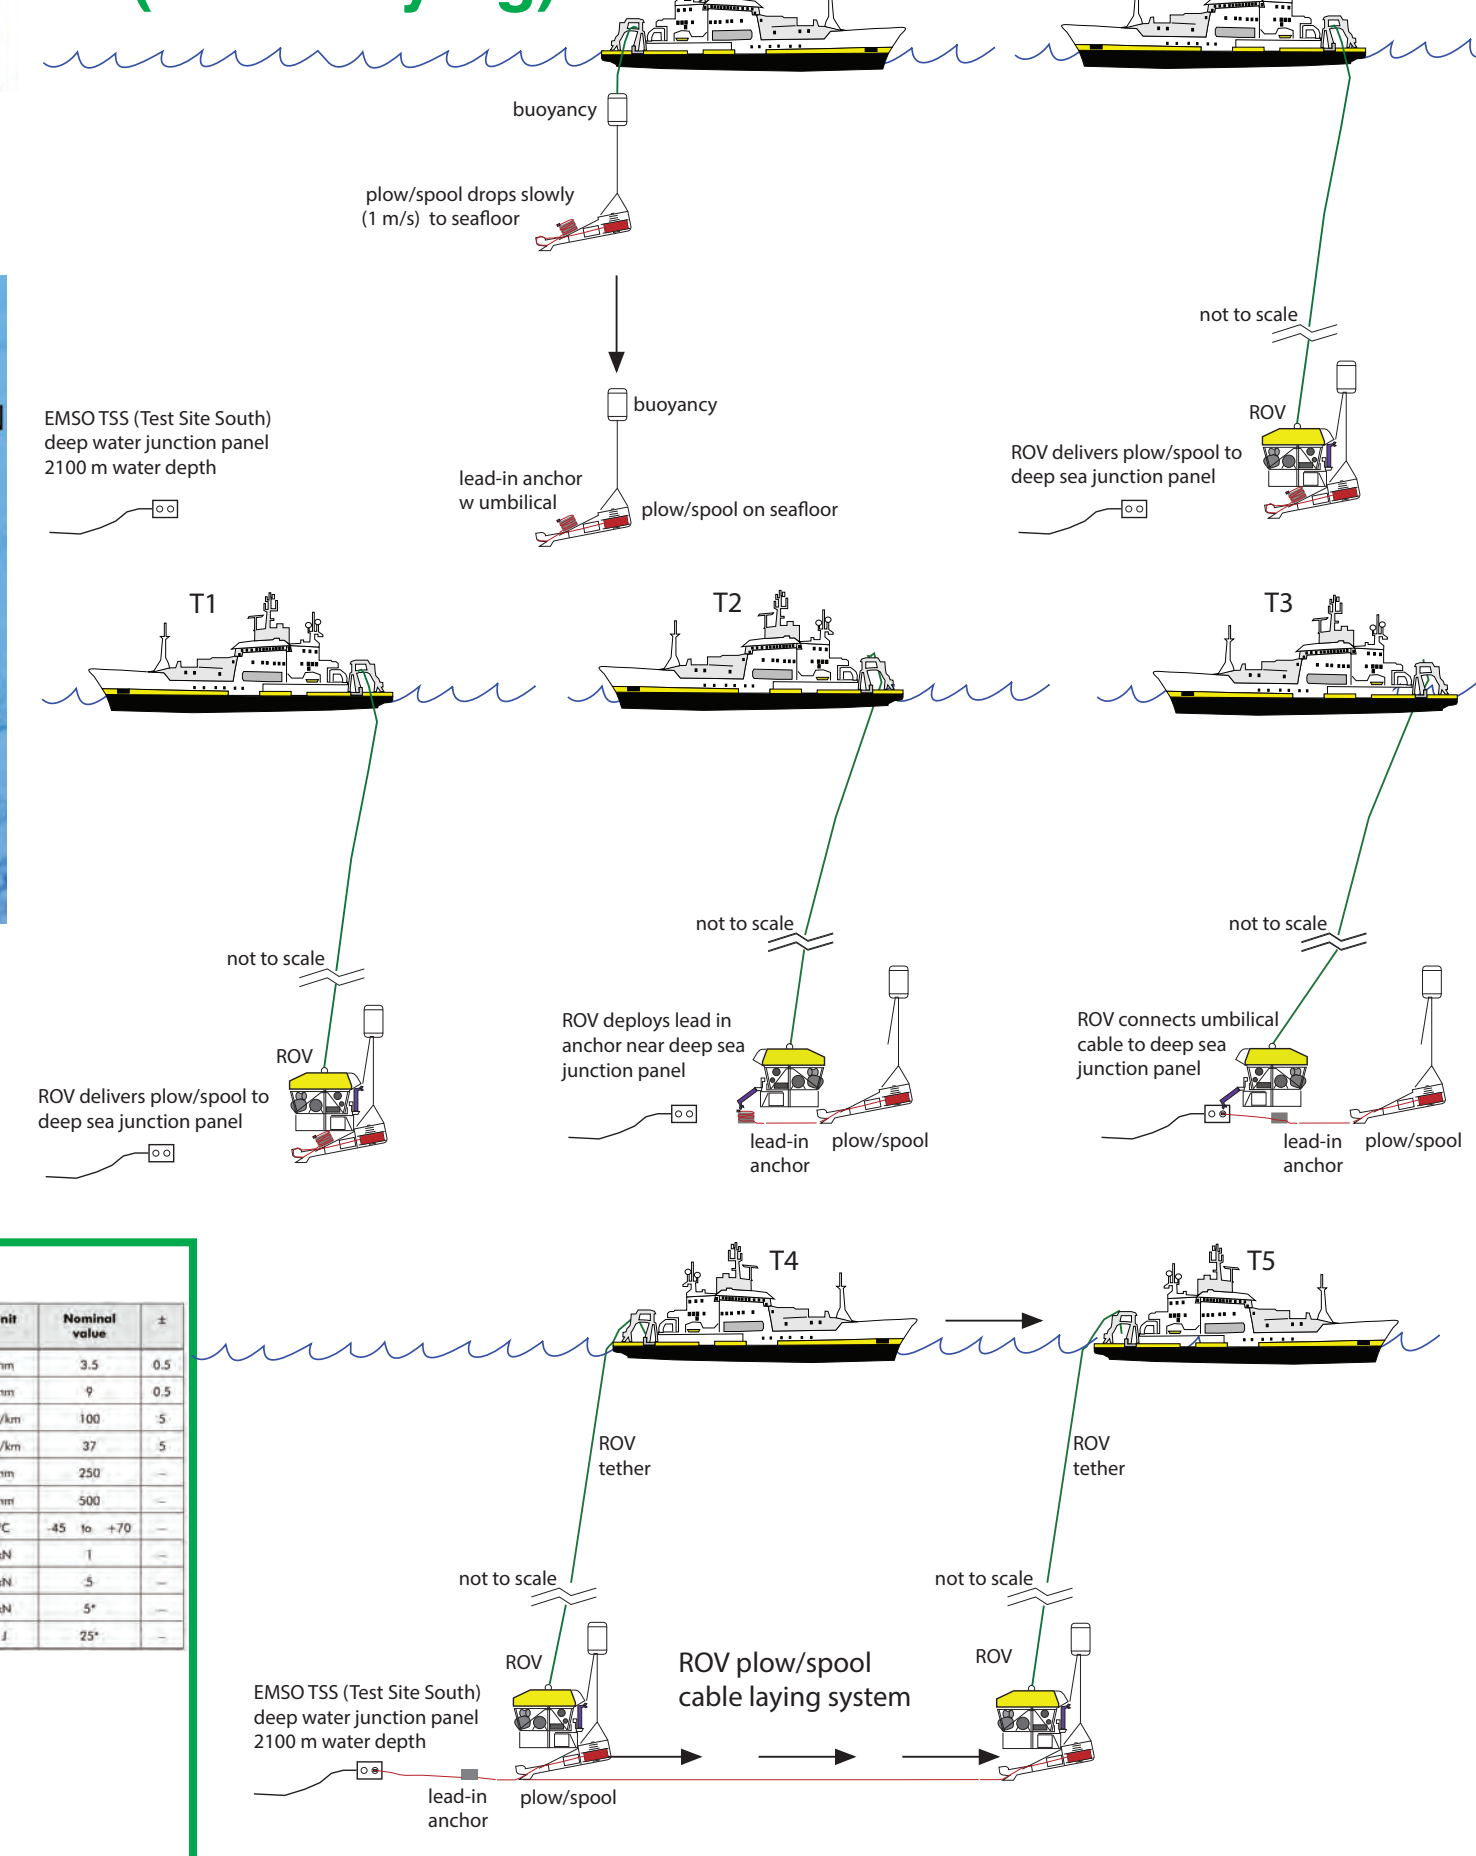 buoyancy
plow/spool drops slowly
(1 m/s) to seafloor
not to scale
buoyancy
ROV
EMSO TSS (Test Site South)
deep water junction panel
2100 m water depth
lead-in anchor
w umbilical
plow/spool on seafloor
ROV delivers plow/spool to
deep sea junction panel
T1
T2
T3
not to scale
not to scale
not to scale
ROV
ROV delivers plow/spool to
deep sea junction panel
ROV deploys lead in
anchor near deep sea
junction panel
lead-in
anchor
plow/spool
ROV connects umbilical
cable to deep sea
junction panel
lead-in
anchor
plow/spool
Nominal
value
±
3.5 0.5
9 0.5
/km 100 5
/km 37 5
250 –
500 –
°C -45 to +70 –
1 –
5 –
5* –
J 25* –
T4
T5
ROV
tether
ROV
tether
not to scale
not to scale
ROV
ROV
ROV plow/spool
cable laying system
EMSO TSS (Test Site South)
deep water junction panel
2100 m water depth
lead-in
anchor
plow/spool